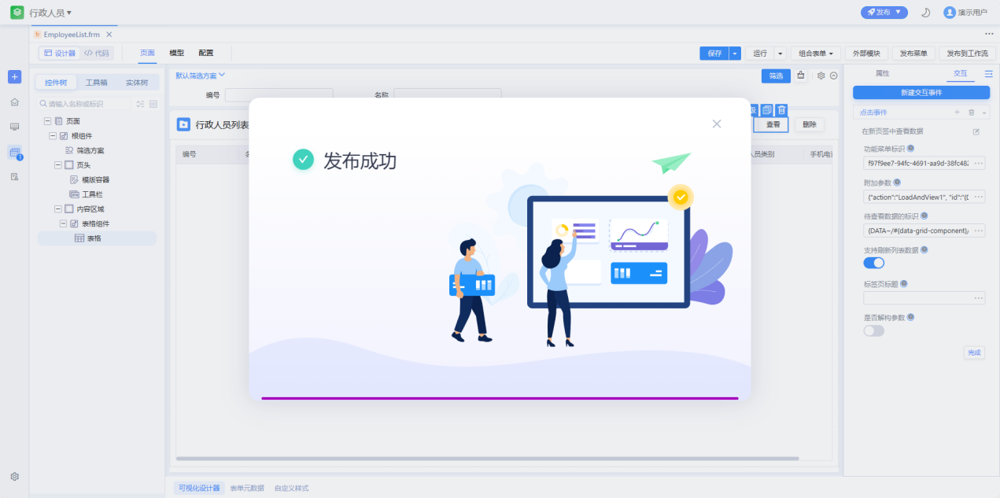 行政人员
发布
演示用户
EmployeeList.frm
设计器
代码
页面
模型
配置
保存
运行
组合表单
外部模块
发布菜单
发布到工作流
控件树
工具箱
实体树
请输入名称或标识
页面
根组件
筛选方案
页头
模版容器
工具栏
内容区域
表格组件
表格
默认筛选方案
筛选
编号
名称
行政人员列表
查看
删除
编号
人员类别
手机电话
发布成功
属性
交互
新建交互事件
点击事件
在新页签中查看数据
功能菜单标识
f97f9ee7-94fc-4691-aa9d-38fc482
附加参数
{"action":"LoadAndView1", "id":"{D
待查看数据的标识
{DATA~/#{data-grid-component}/
支持刷新列表数据
标签页标题
是否解构参数
完成
可视化设计器
表单元数据
自定义样式